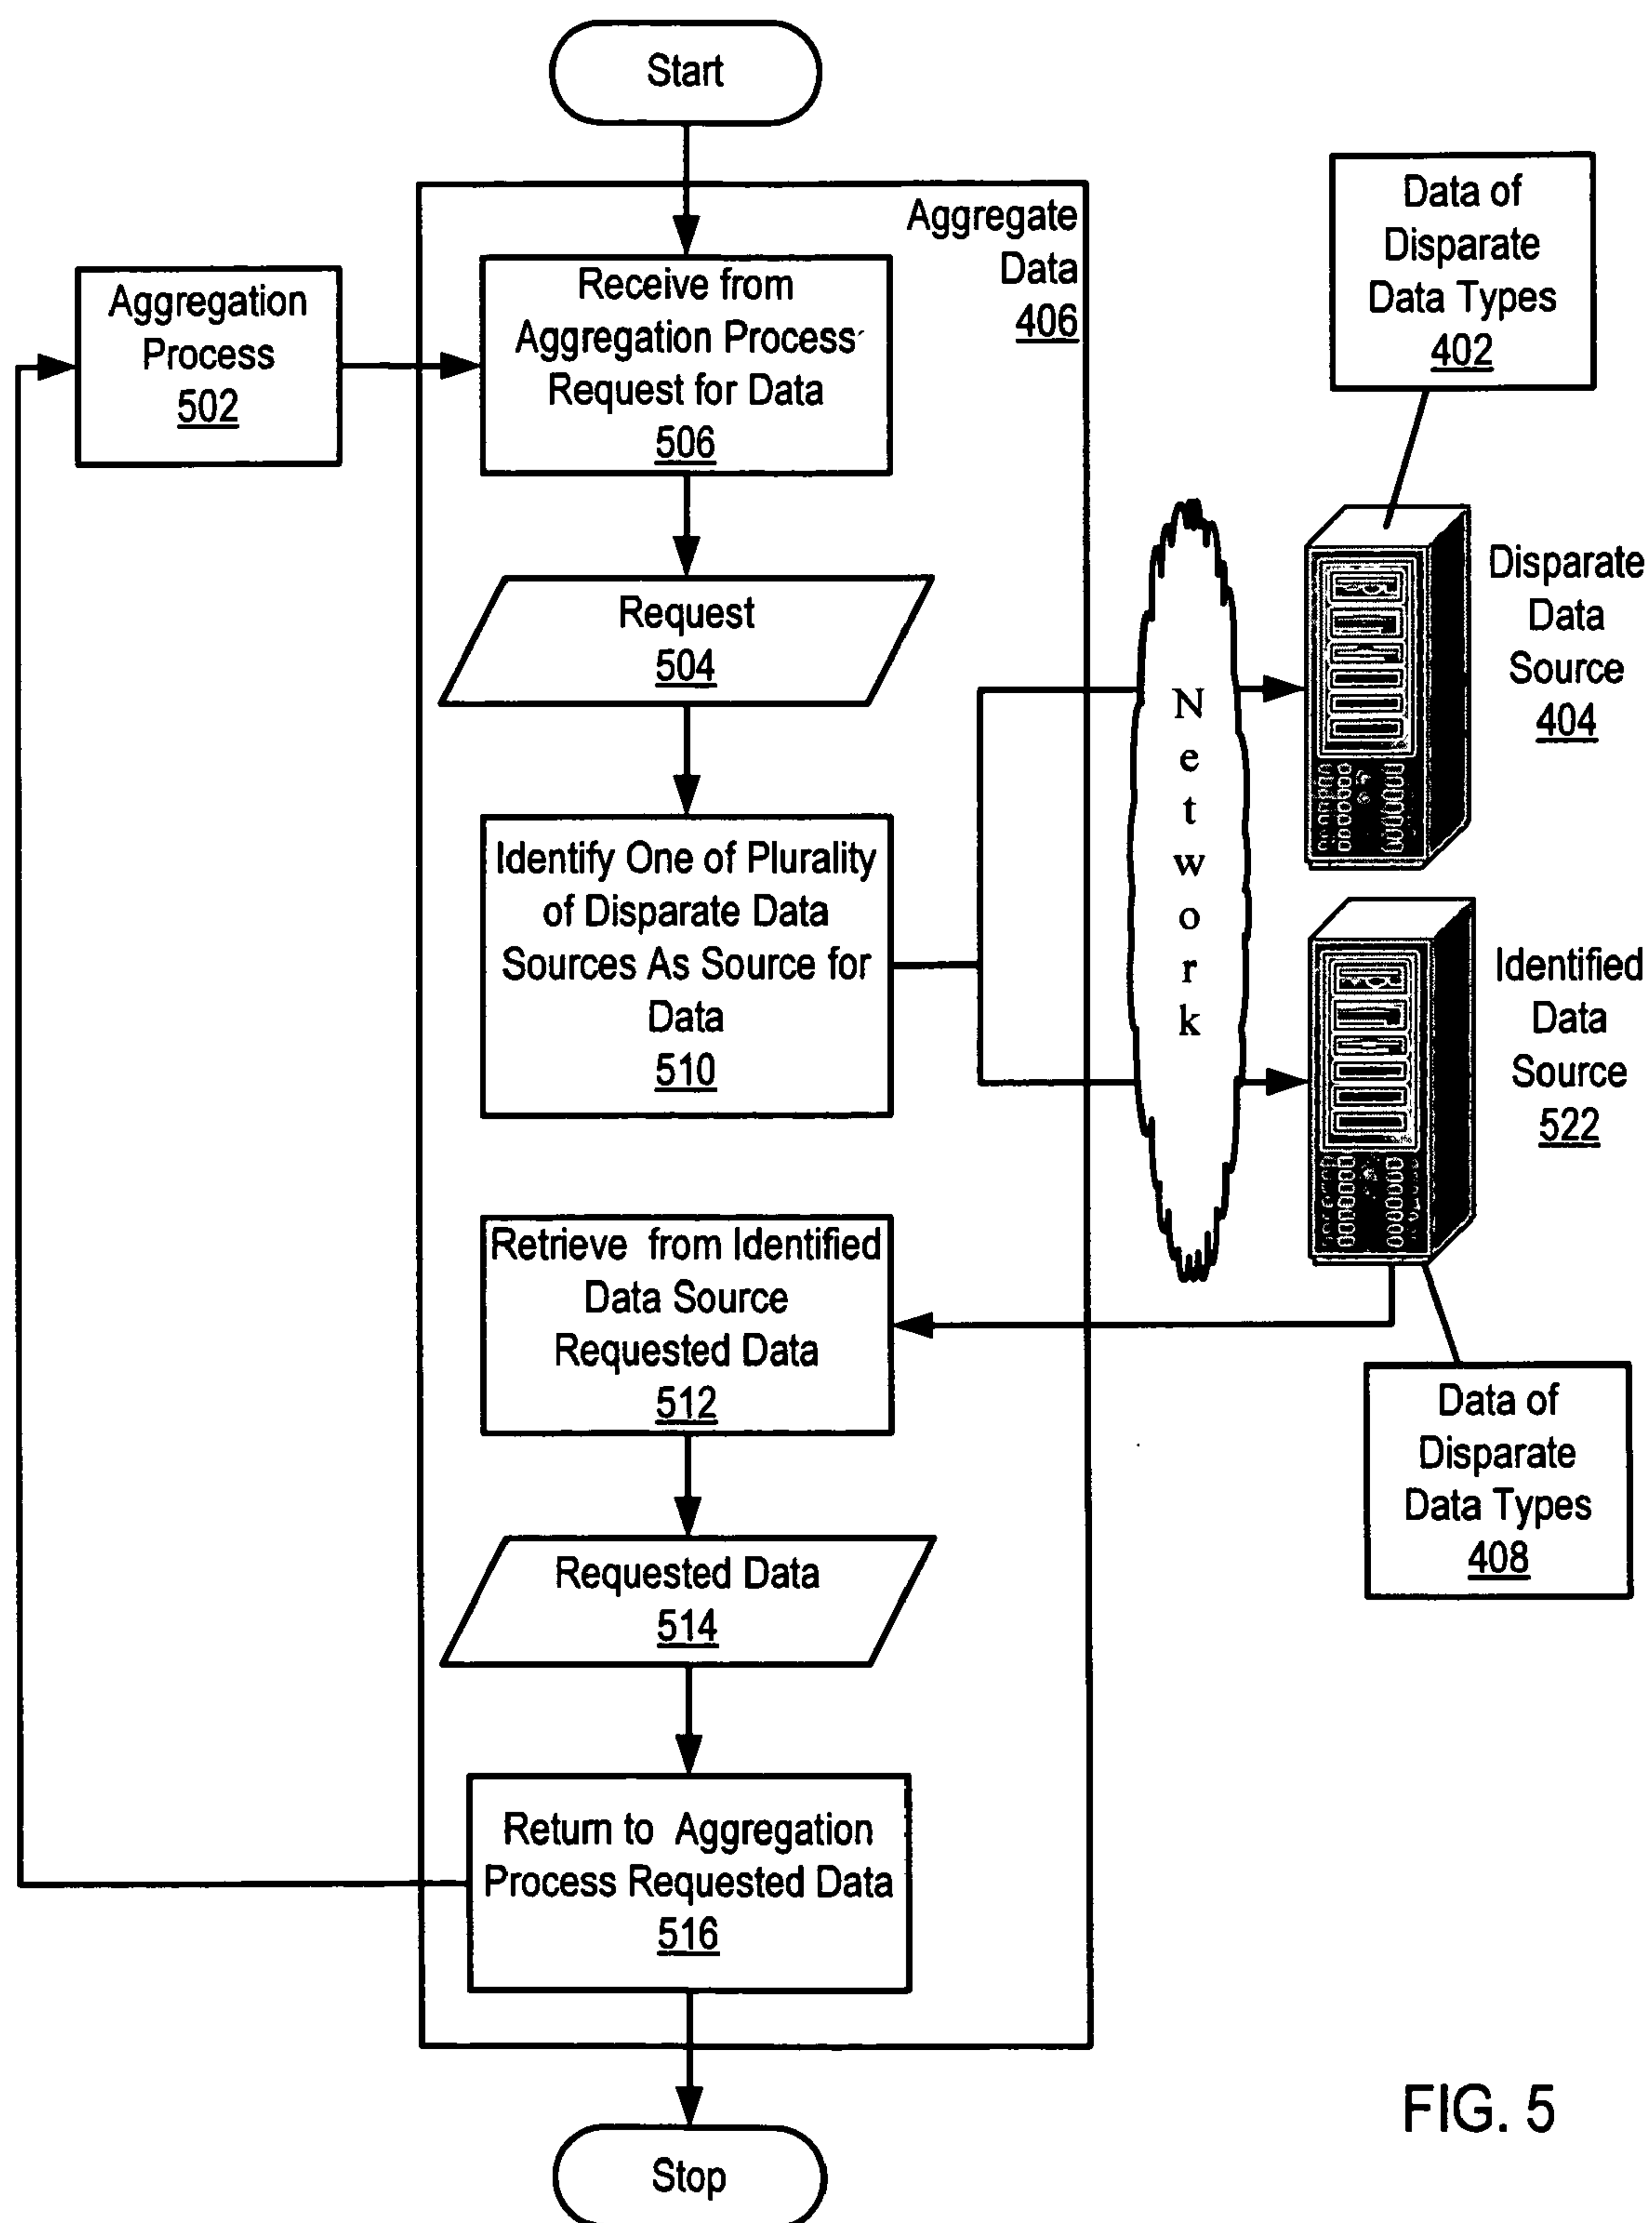 Start
Aggregate
Data
406
Aggregation
Process
502
Receive from
Aggregation Process
Request for Data
506
Data of
Disparate
Data Types
402
Request
504
Disparate
Data
Source
404
Network
Identify One of Plurality
of Disparate Data
Sources As Source for
Data
510
Identified
Data
Source
522
Retrieve from Identified
Data Source
Requested Data
512
Data of
Disparate
Data Types
408
Requested Data
514
Return to Aggregation
Process Requested Data
516
Stop
FIG. 5